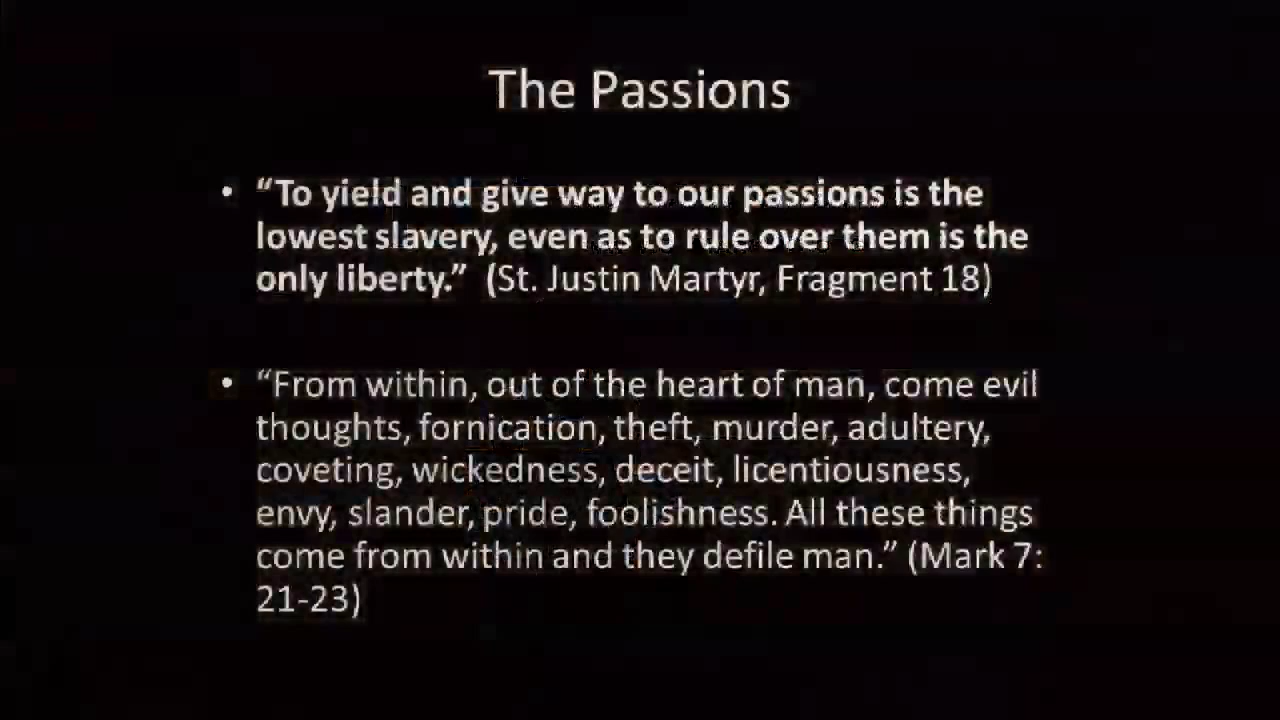 The Passions
• “To yield and give way to our passions is the
lowest slavery, even as to rule over them is the
only liberty.” (St. Justin Martyr, Fragment 18)
• “From within, out of the heart of man, come evil
thoughts, fornication, theft, murder, adultery,
coveting, wickedness, deceit, licentiousness,
envy, slander, pride, foolishness. All these things
come from within and they defile man.” (Mark 7:
21-23)